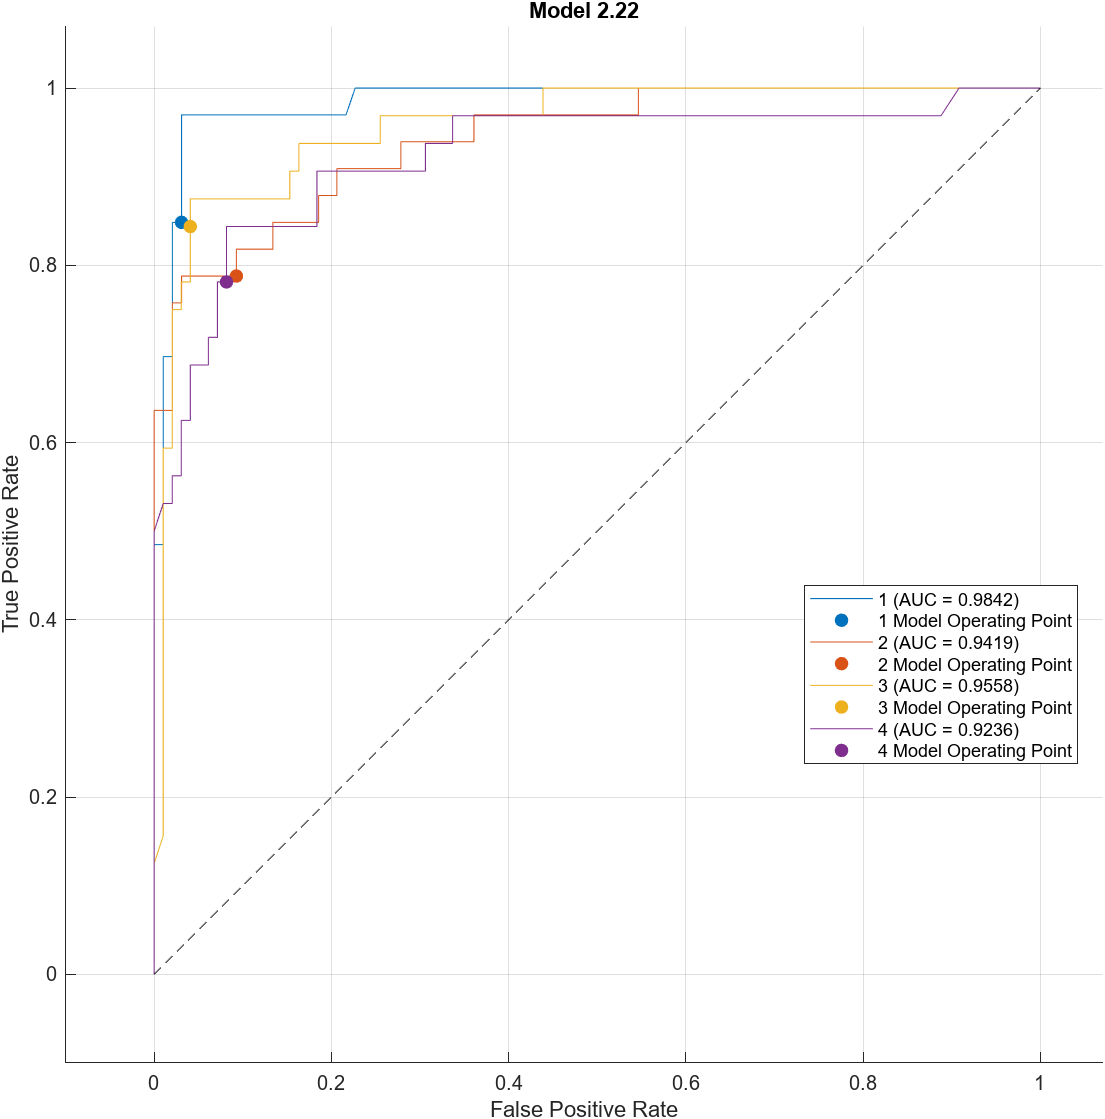 Model 2.22
True Positive Rate
1
0.8
0.6
0.4
0.2
0
1 (AUC = 0.9842)
1 Model Operating Point
2 (AUC = 0.9419)
2 Model Operating Point
3 (AUC = 0.9558)
3 Model Operating Point
4 (AUC = 0.9236)
4 Model Operating Point
0 0.2 0.4 0.6 0.8 1
False Positive Rate